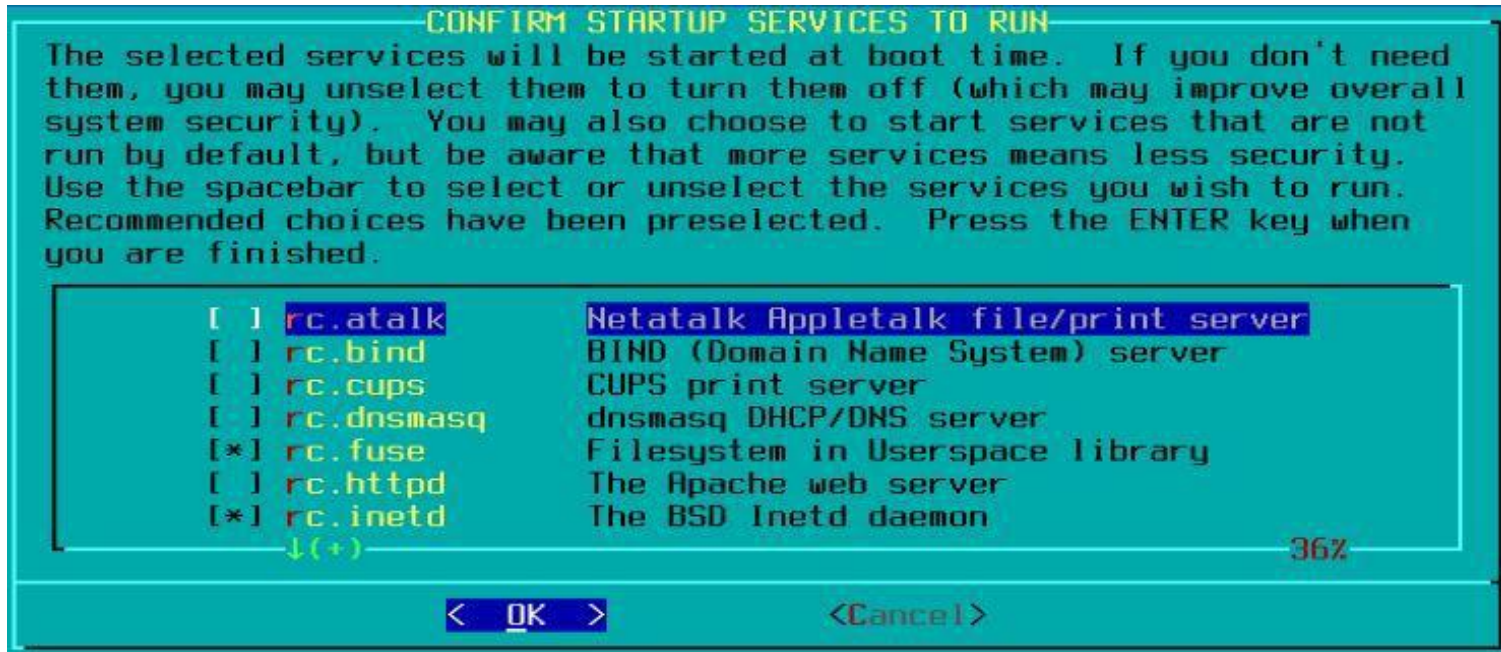 CONFIRM STARTUP SERVICES TO RUN
The selected services will be started at boot time.  If you don't need
them, you may unselect them to turn them off (which may improve overall
system security).  You may also choose to start services that are not
run by default, but be aware that more services means less security.
Use the spacebar to select or unselect the services you wish to run.
Recommended choices have been preselected.  Press the ENTER key when
you are finished.
[ ] rc.atalk Netatalk Appletalk file/print server
[ ] rc.bind BIND (Domain Name System) server
[ ] rc.cups CUPS print server
[ ] rc.dnsmasq dnsmasq DHCP/DNS server
[*] rc.fuse Filesystem in Userspace library
[ ] rc.httpd The Apache web server
[*] rc.inetd The BSD Inetd daemon
↓(+) 36%
< OK > <Cancel>